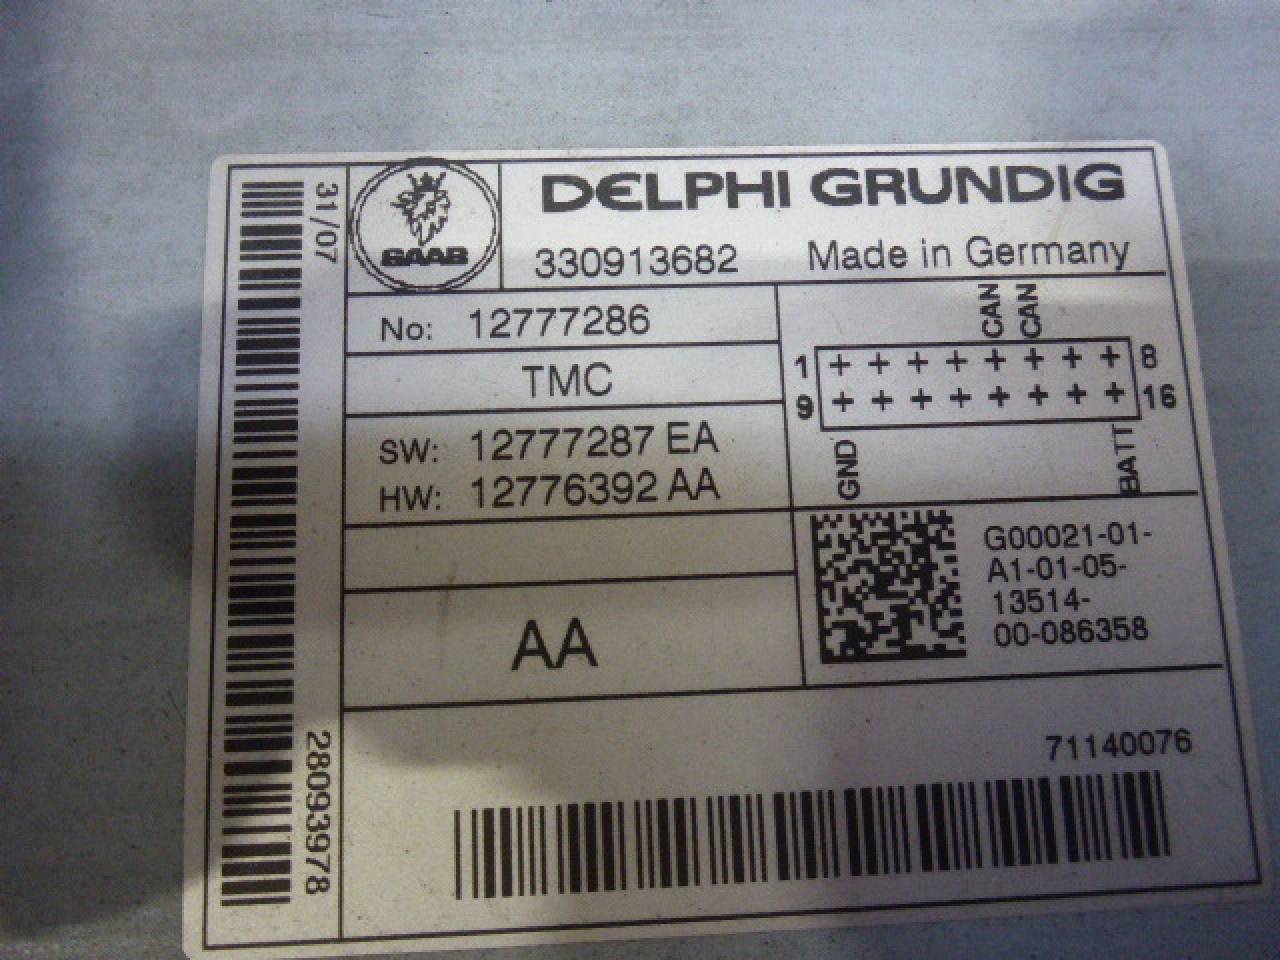 31/07
28093978
SAAB
DELPHI GRUNDIG
330913682 Made in Germany
No: 12777286
TMC
SW: 12777287 EA
HW: 12776392 AA
AA
CAN CAN
1 + + + + + + + + 8
9 + + + + + + + + 16
GND BATT
G00021-01-
A1-01-05-
13514-
00-086358
71140076